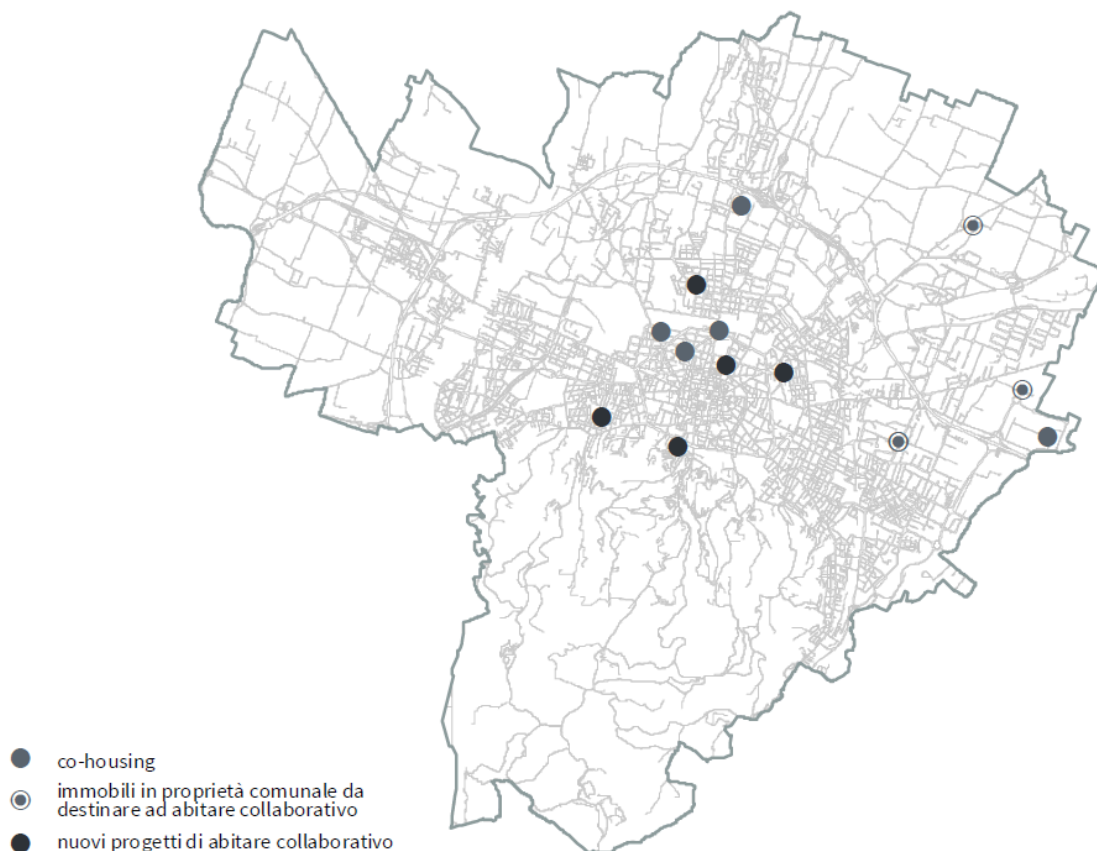 co-housing
immobili in proprietà comunale da
destinare ad abitare collaborativo
nuovi progetti di abitare collaborativo